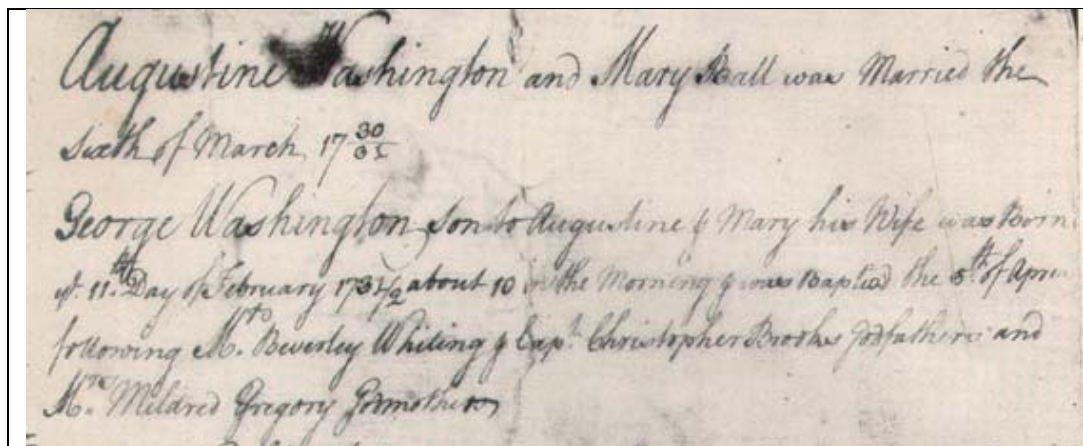 Augustine Washington and Mary Ball was Married the
Sixth of March 17 30/31
George Washington Son to Augustine & Mary his Wife was Born
ye 11th Day of February 1731/2 about 10 in the Morning & was Baptiz'd the 5th of April
following Mr. Beverley Whiting & Capt. Christopher Brooks Godfathers and
Mrs. Mildred Gregory Godmother